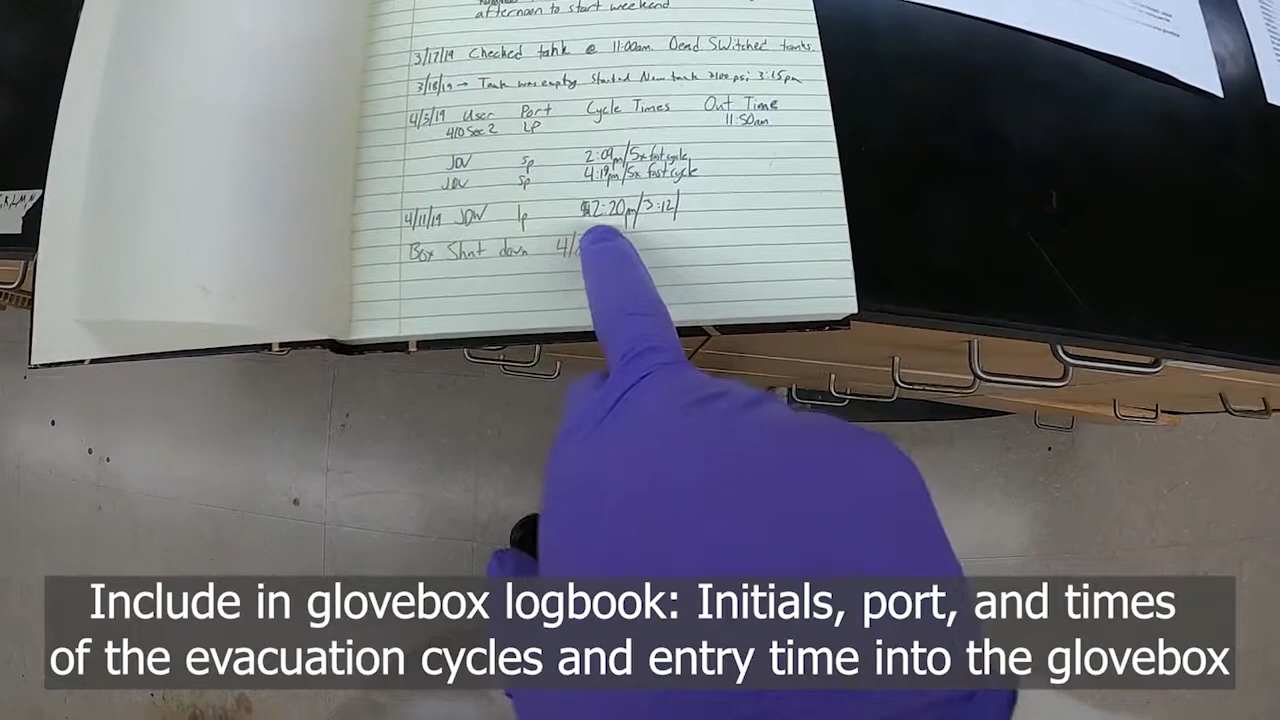 afternoon to start weekend
3/17/19 Checked tank @ 11:00am. Dead Switched tanks.
3/18/19 → Tank was empty Started New tank 2100 psi 3:15pm
4/3/19 User Port Cycle Times Out Time
410 Sec 2 LP 11:50am
JDV sp 2:09pm/5x fast cycle
JDV sp 4:19pm/5x fast cycle
4/11/19 JDV lp 2:20pm/3:12/
Box Shut down 4/
Include in glovebox logbook: Initials, port, and times
of the evacuation cycles and entry time into the glovebox